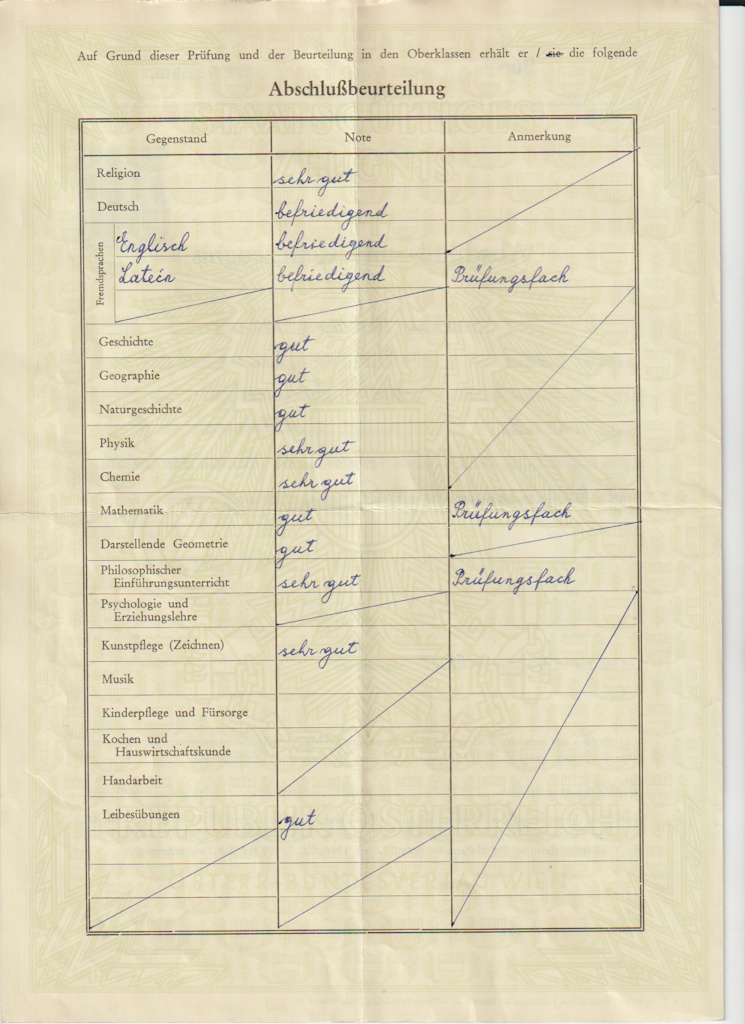 Auf Grund dieser Prüfung und der Beurteilung in den Oberklassen erhält er / sie die folgende
Abschlußbeurteilung
Gegenstand Note Anmerkung
Religion sehr gut
Deutsch befriedigend
Fremdsprachen
Englisch befriedigend
Latein befriedigend Prüfungsfach
Geschichte gut
Geographie gut
Naturgeschichte gut
Physik sehr gut
Chemie sehr gut
Mathematik gut Prüfungsfach
Darstellende Geometrie gut
Philosophischer
Einführungsunterricht sehr gut Prüfungsfach
Psychologie und
Erziehungslehre
Kunstpflege (Zeichnen) sehr gut
Musik
Kinderpflege und Fürsorge
Kochen und
Hauswirtschaftskunde
Handarbeit
Leibesübungen gut